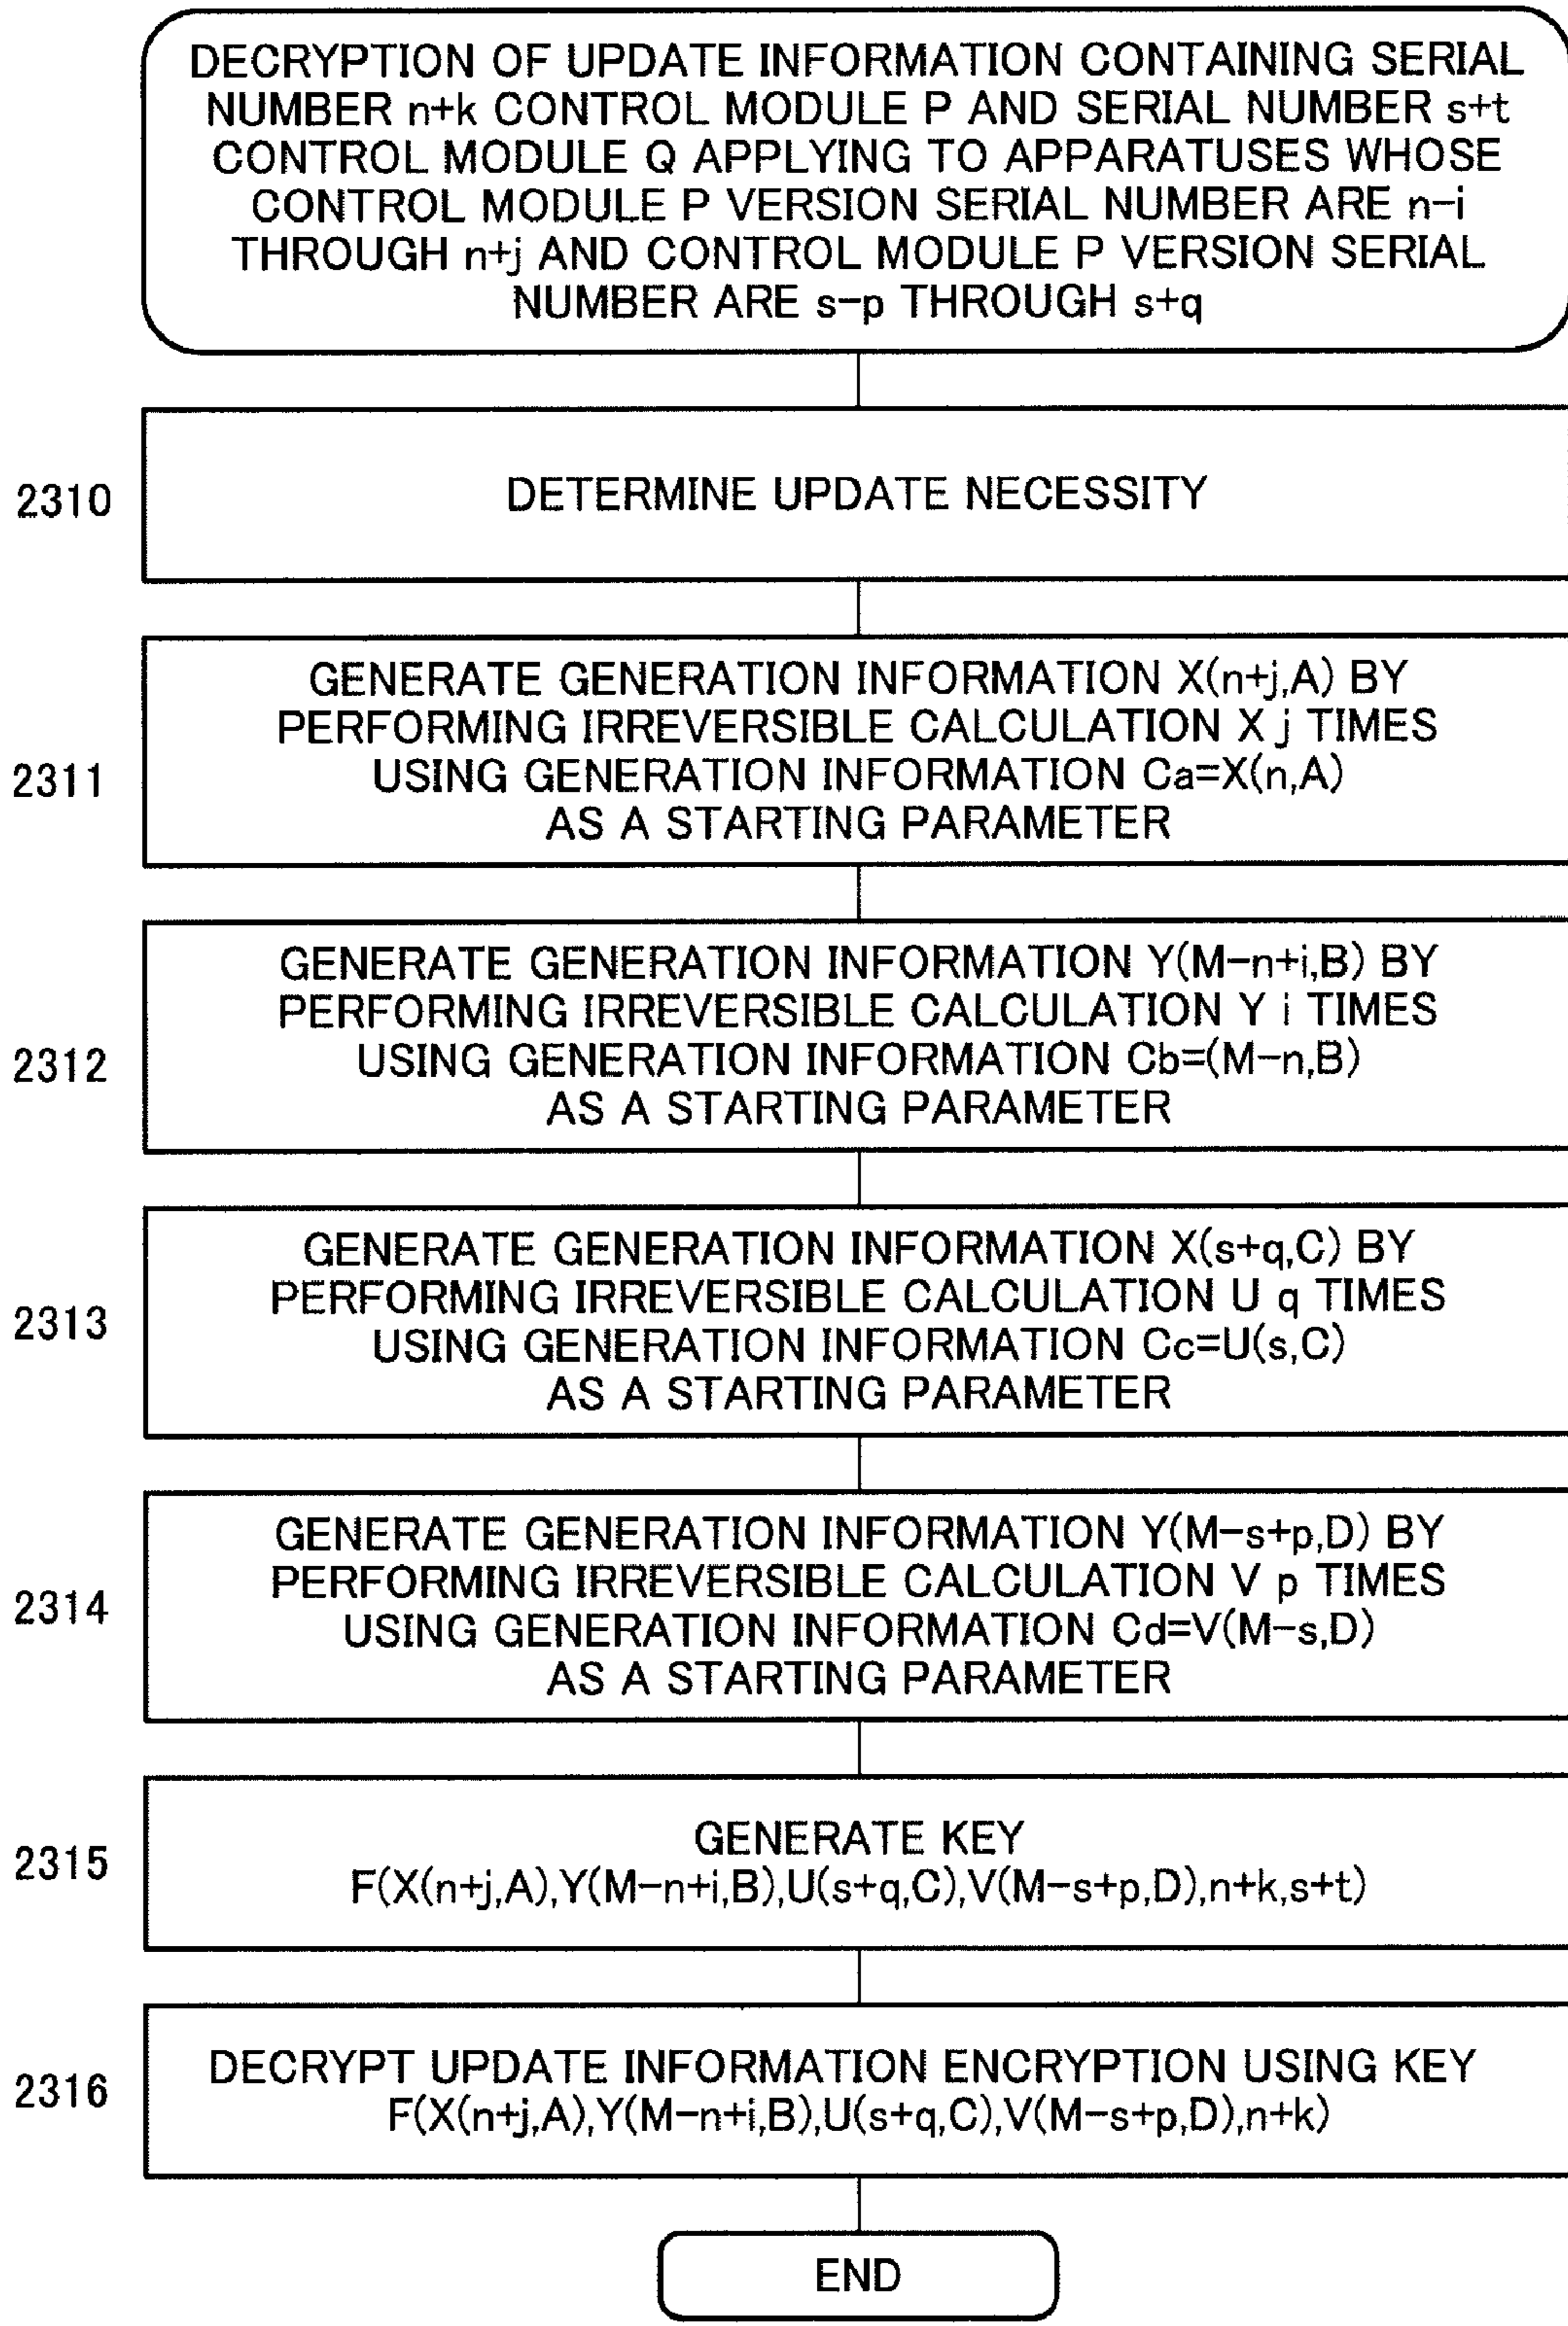 DECRYPTION OF UPDATE INFORMATION CONTAINING SERIAL
NUMBER n+k CONTROL MODULE P AND SERIAL NUMBER s+t
CONTROL MODULE Q APPLYING TO APPARATUSES WHOSE
CONTROL MODULE P VERSION SERIAL NUMBER ARE n-i
THROUGH n+j AND CONTROL MODULE P VERSION SERIAL
NUMBER ARE s-p THROUGH s+q
2310
DETERMINE UPDATE NECESSITY
2311
GENERATE GENERATION INFORMATION X(n+j,A) BY
PERFORMING IRREVERSIBLE CALCULATION X j TIMES
USING GENERATION INFORMATION Ca=X(n,A)
AS A STARTING PARAMETER
2312
GENERATE GENERATION INFORMATION Y(M-n+i,B) BY
PERFORMING IRREVERSIBLE CALCULATION Y i TIMES
USING GENERATION INFORMATION Cb=(M-n,B)
AS A STARTING PARAMETER
2313
GENERATE GENERATION INFORMATION X(s+q,C) BY
PERFORMING IRREVERSIBLE CALCULATION U q TIMES
USING GENERATION INFORMATION Cc=U(s,C)
AS A STARTING PARAMETER
2314
GENERATE GENERATION INFORMATION Y(M-s+p,D) BY
PERFORMING IRREVERSIBLE CALCULATION V p TIMES
USING GENERATION INFORMATION Cd=V(M-s,D)
AS A STARTING PARAMETER
2315
GENERATE KEY
F(X(n+j,A),Y(M-n+i,B),U(s+q,C),V(M-s+p,D),n+k,s+t)
2316
DECRYPT UPDATE INFORMATION ENCRYPTION USING KEY
F(X(n+j,A),Y(M-n+i,B),U(s+q,C),V(M-s+p,D),n+k)
END